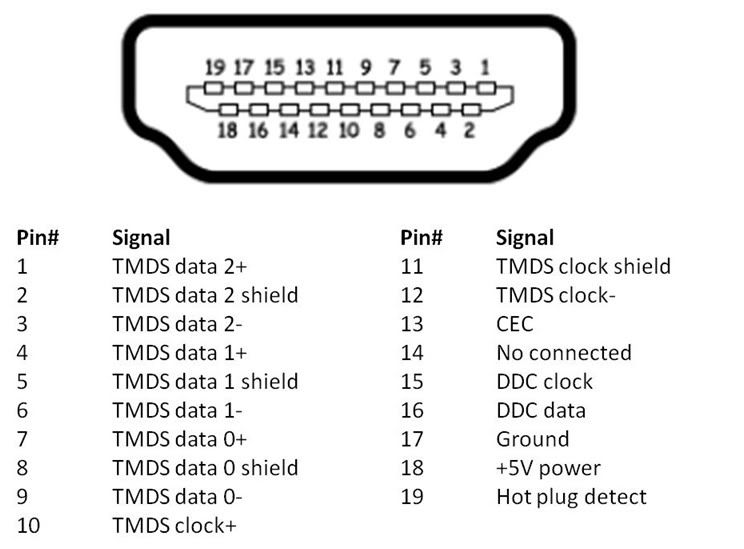 19 17 15 13 11 9 7 5 3 1
18 16 14 12 10 8 6 4 2
Pin# Signal
1 TMDS data 2+
2 TMDS data 2 shield
3 TMDS data 2-
4 TMDS data 1+
5 TMDS data 1 shield
6 TMDS data 1-
7 TMDS data 0+
8 TMDS data 0 shield
9 TMDS data 0-
10 TMDS clock+
Pin# Signal
11 TMDS clock shield
12 TMDS clock-
13 CEC
14 No connected
15 DDC clock
16 DDC data
17 Ground
18 +5V power
19 Hot plug detect